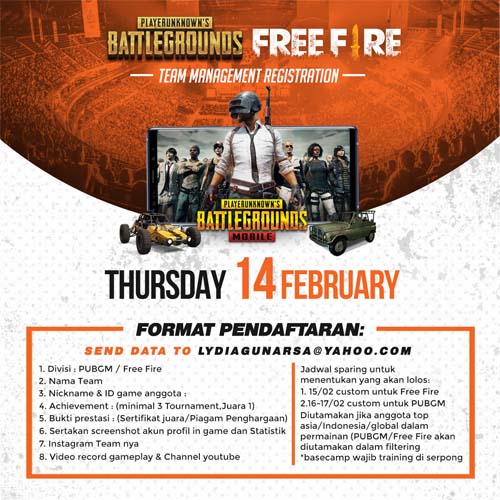 PLAYERUNKNOWN'S
BATTLEGROUNDS FREE FIRE
TEAM MANAGEMENT REGISTRATION
PLAYERUNKNOWN'S
BATTLEGROUNDS
MOBILE
THURSDAY 14 FEBRUARY
FORMAT PENDAFTARAN:
SEND DATA TO LYDIAGUNARSA@YAHOO.COM
1. Divisi : PUBGM / Free Fire
2. Nama Team
3. Nickname & ID game anggota :
4. Achievement : (minimal 3 Tournament,Juara 1)
5. Bukti prestasi : (Sertifikat juara/Piagam Penghargaan)
6. Sertakan screenshot akun profil in game dan Statistik
7. Instagram Team nya
8. Video record gameplay & Channel youtube
Jadwal sparing untuk
menentukan yang akan lolos:
1. 15/02 custom untuk Free Fire
2.16-17/02 custom untuk PUBGM
Diutamakan jika anggota top
asia/Indonesia/global dalam
permainan (PUBGM/Free Fire akan
diutamakan dalam filtering
*basecamp wajib training di serpong